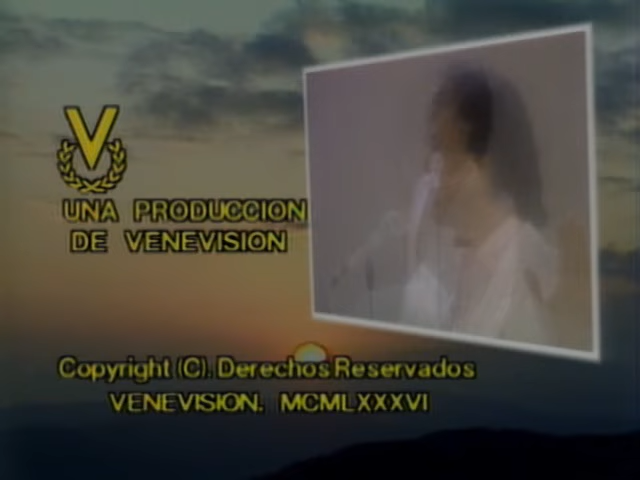 V
UNA PRODUCCION
DE VENEVISION
Copyright (C). Derechos Reservados
VENEVISION. MCMLXXXVI